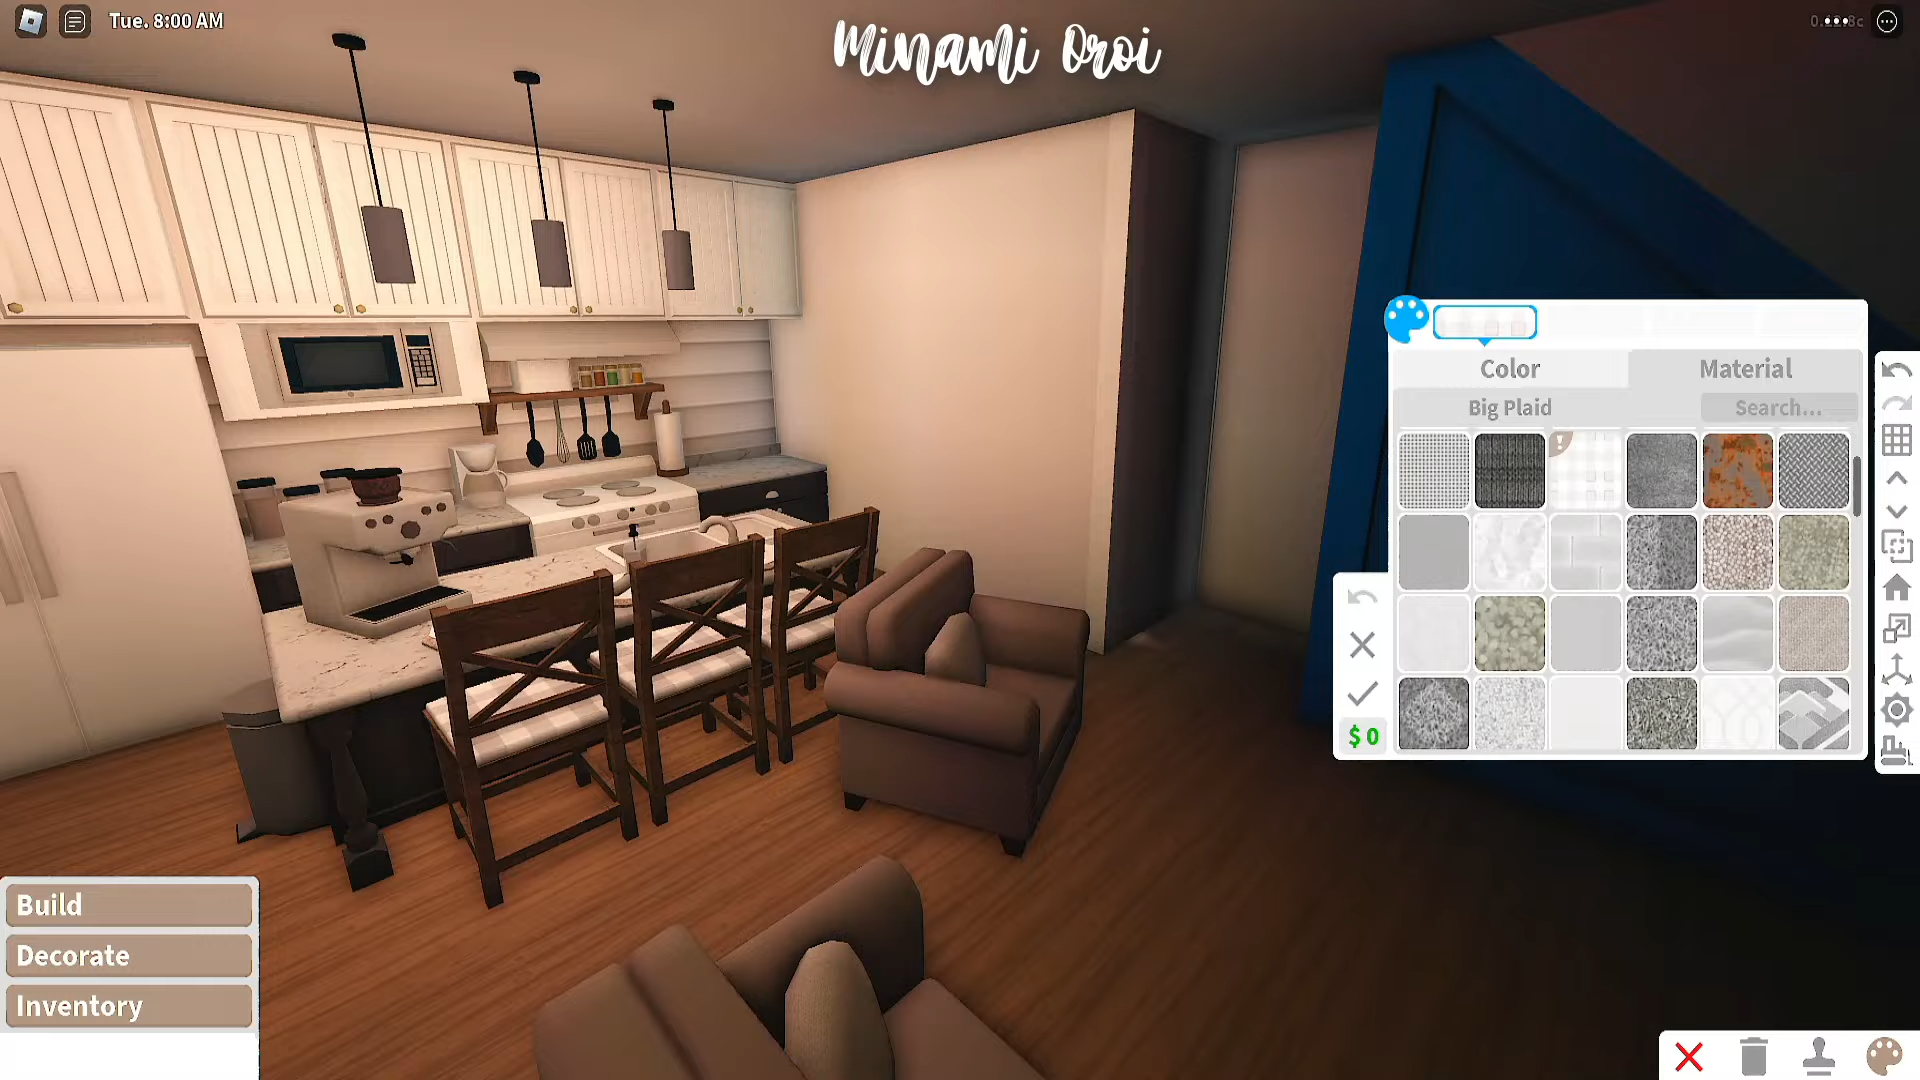 Tue. 8:00 AM
Minami Oroi
Color
Material
Big Plaid
Search...
!
$ 0
Build
Decorate
Inventory